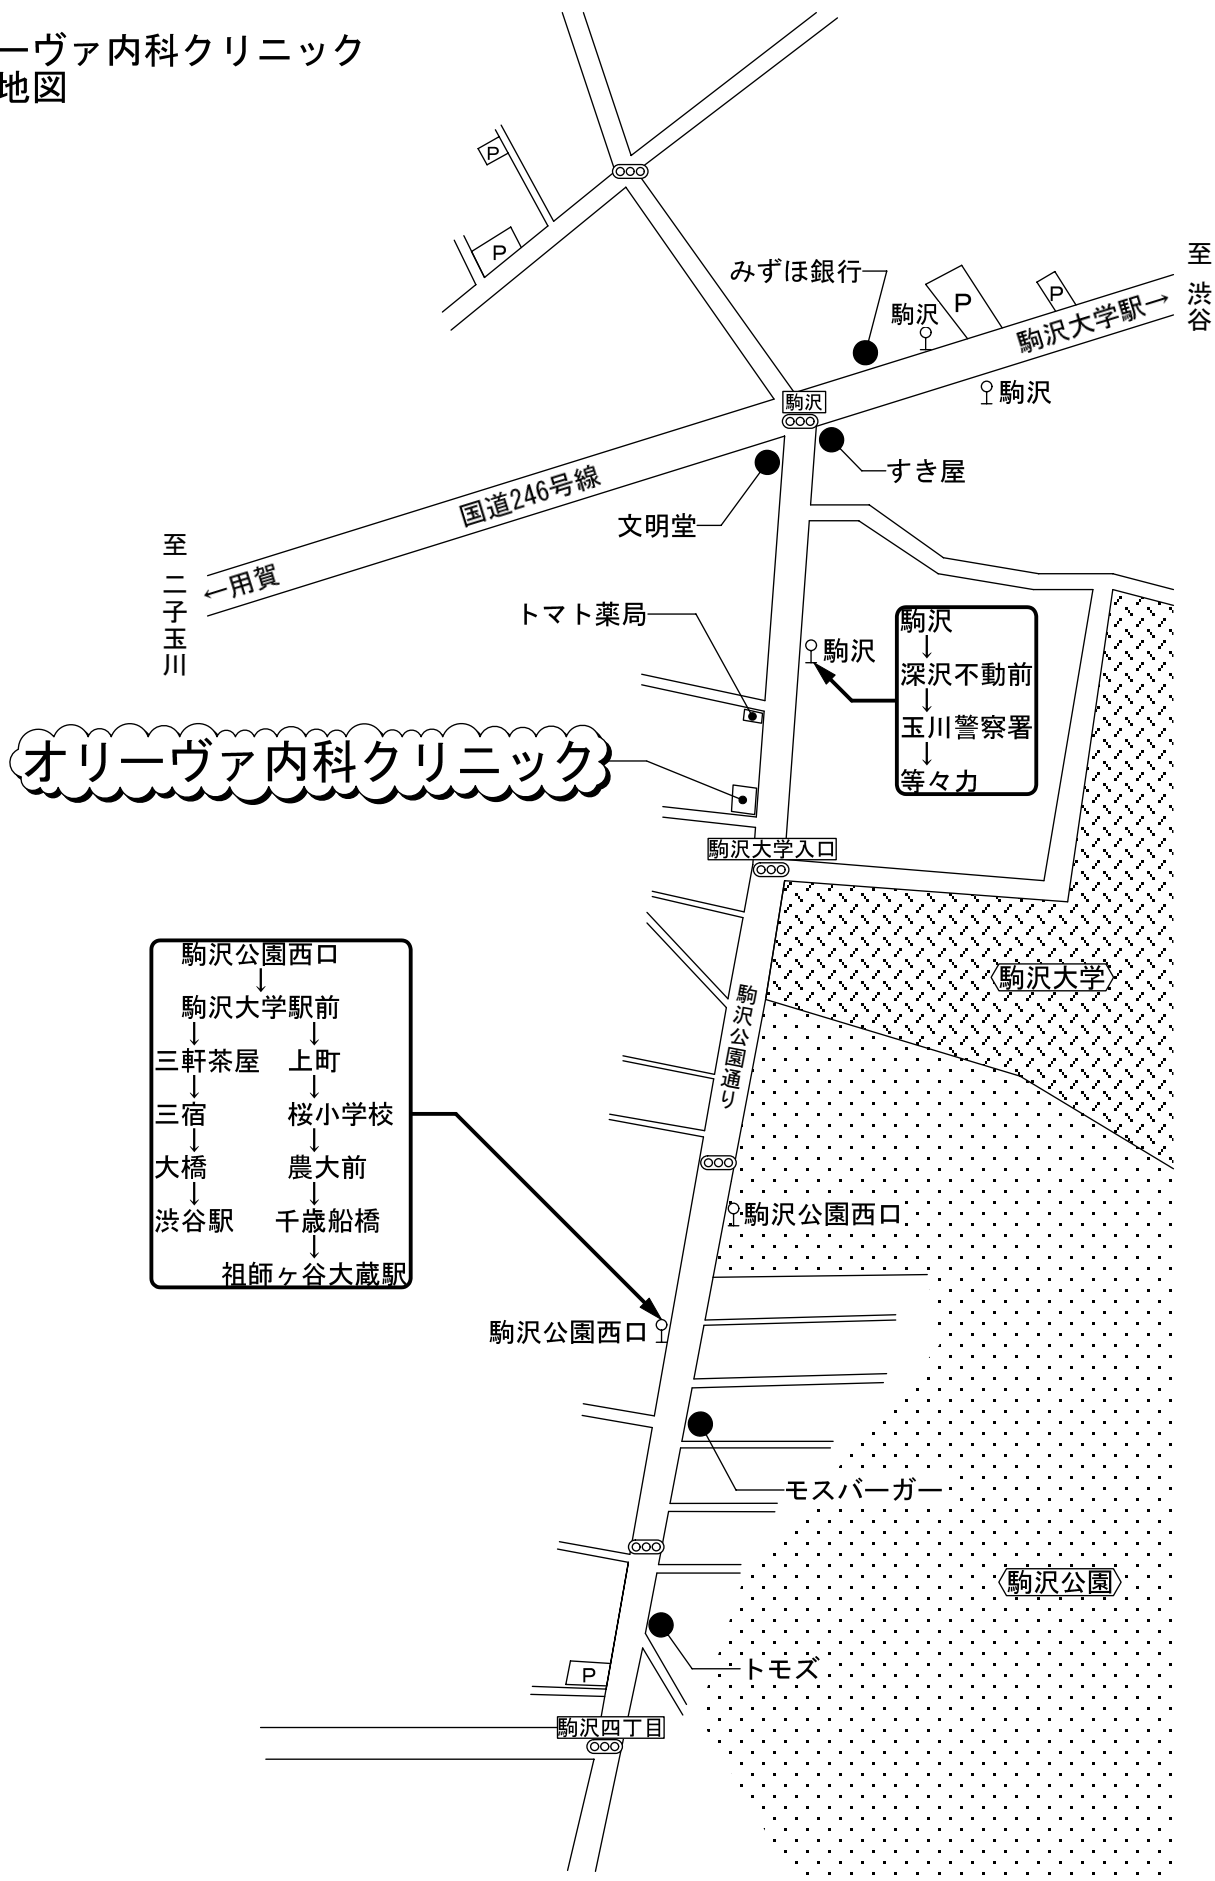 ーヴァ内科クリニック
地図
P
P
みずほ銀行
駒沢
P
P
駒沢大学駅→
至 渋谷
駒沢
駒沢
すき屋
国道246号線
文明堂
至 二子玉川
←用賀
トマト薬局
駒沢
駒沢
↓
深沢不動前
↓
玉川警察署
↓
等々力
オリーヴァ内科クリニック
駒沢大学入口
駒沢大学
駒沢公園通り
駒沢公園西口
↓
駒沢大学駅前
↓ ↓
三軒茶屋 上町
↓ ↓
三宿 桜小学校
↓ ↓
大橋 農大前
↓ ↓
渋谷駅 千歳船橋
↓
祖師ヶ谷大蔵駅
駒沢公園西口
駒沢公園西口
モスバーガー
駒沢公園
トモズ
P
駒沢四丁目